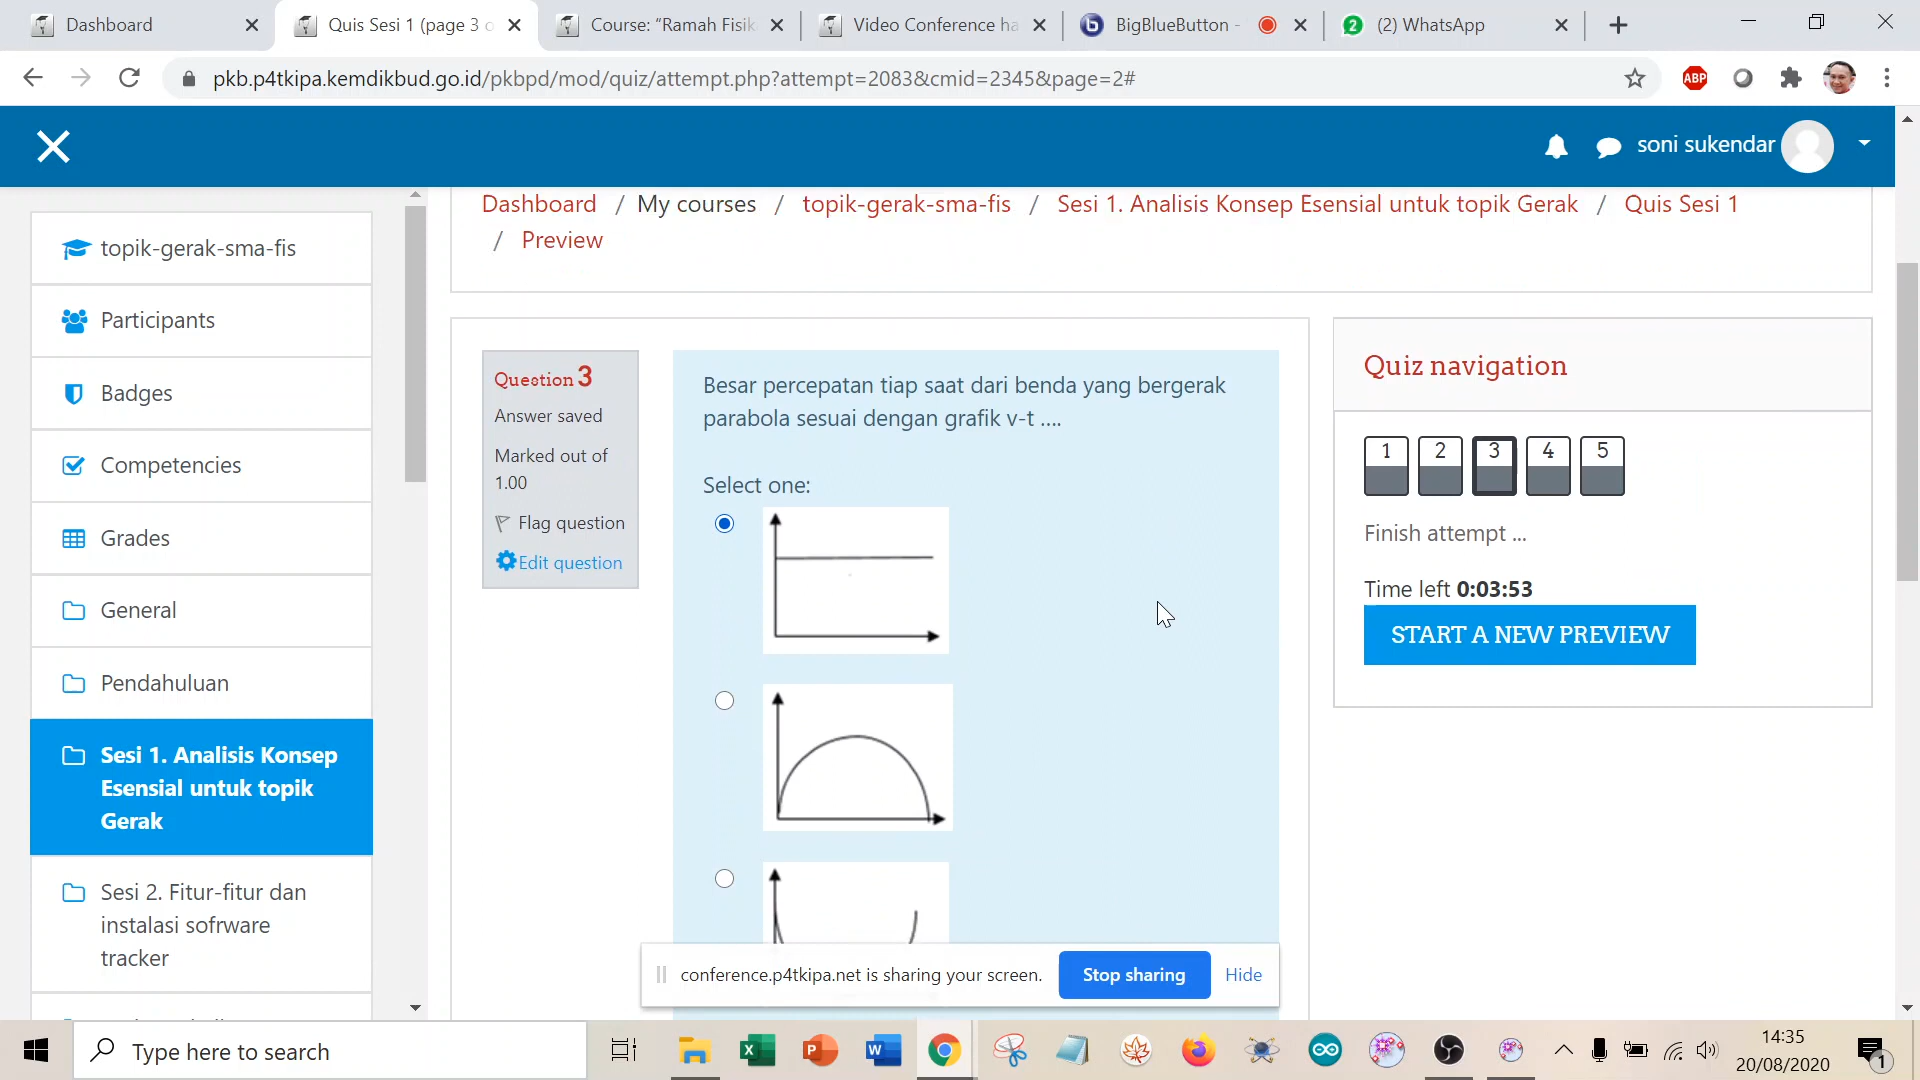 Dashboard
Quis Sesi 1 (page 3 o
Course: “Ramah Fisik
Video Conference ha
BigBlueButton -
(2) WhatsApp
pkb.p4tkipa.kemdikbud.go.id/pkbpd/mod/quiz/attempt.php?attempt=2083&cmid=2345&page=2#
ABP
soni sukendar
Dashboard / My courses / topik-gerak-sma-fis / Sesi 1. Analisis Konsep Esensial untuk topik Gerak / Quis Sesi 1
/ Preview
topik-gerak-sma-fis
Participants
Badges
Competencies
Grades
General
Pendahuluan
Sesi 1. Analisis Konsep
Esensial untuk topik
Gerak
Sesi 2. Fitur-fitur dan
instalasi sofrware
tracker
Question 3
Answer saved
Marked out of
1.00
Flag question
Edit question
Besar percepatan tiap saat dari benda yang bergerak
parabola sesuai dengan grafik v-t ....
Select one:
Quiz navigation
1 2 3 4 5
Finish attempt ...
Time left 0:03:53
START A NEW PREVIEW
conference.p4tkipa.net is sharing your screen.
Stop sharing
Hide
Type here to search
14:35
20/08/2020
1